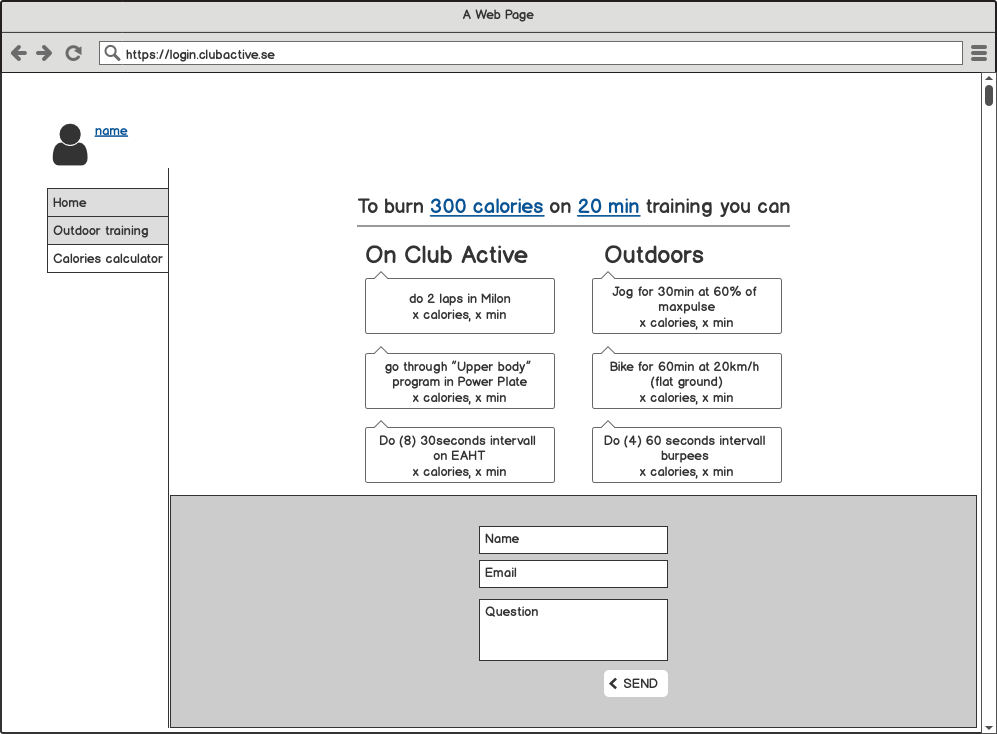 A Web Page
https://login.clubactive.se
name
Home
Outdoor training
Calories calculator
To burn 300 calories on 20 min training you can
On Club Active
do 2 laps in Milon
x calories, x min
go through "Upper body"
program in Power Plate
x calories, x min
Do (8) 30seconds intervall
on EAHT
x calories, x min
Outdoors
Jog for 30min at 60% of
maxpulse
x calories, x min
Bike for 60min at 20km/h
(flat ground)
x calories, x min
Do (4) 60 seconds intervall
burpees
x calories, x min
Name
Email
Question
SEND